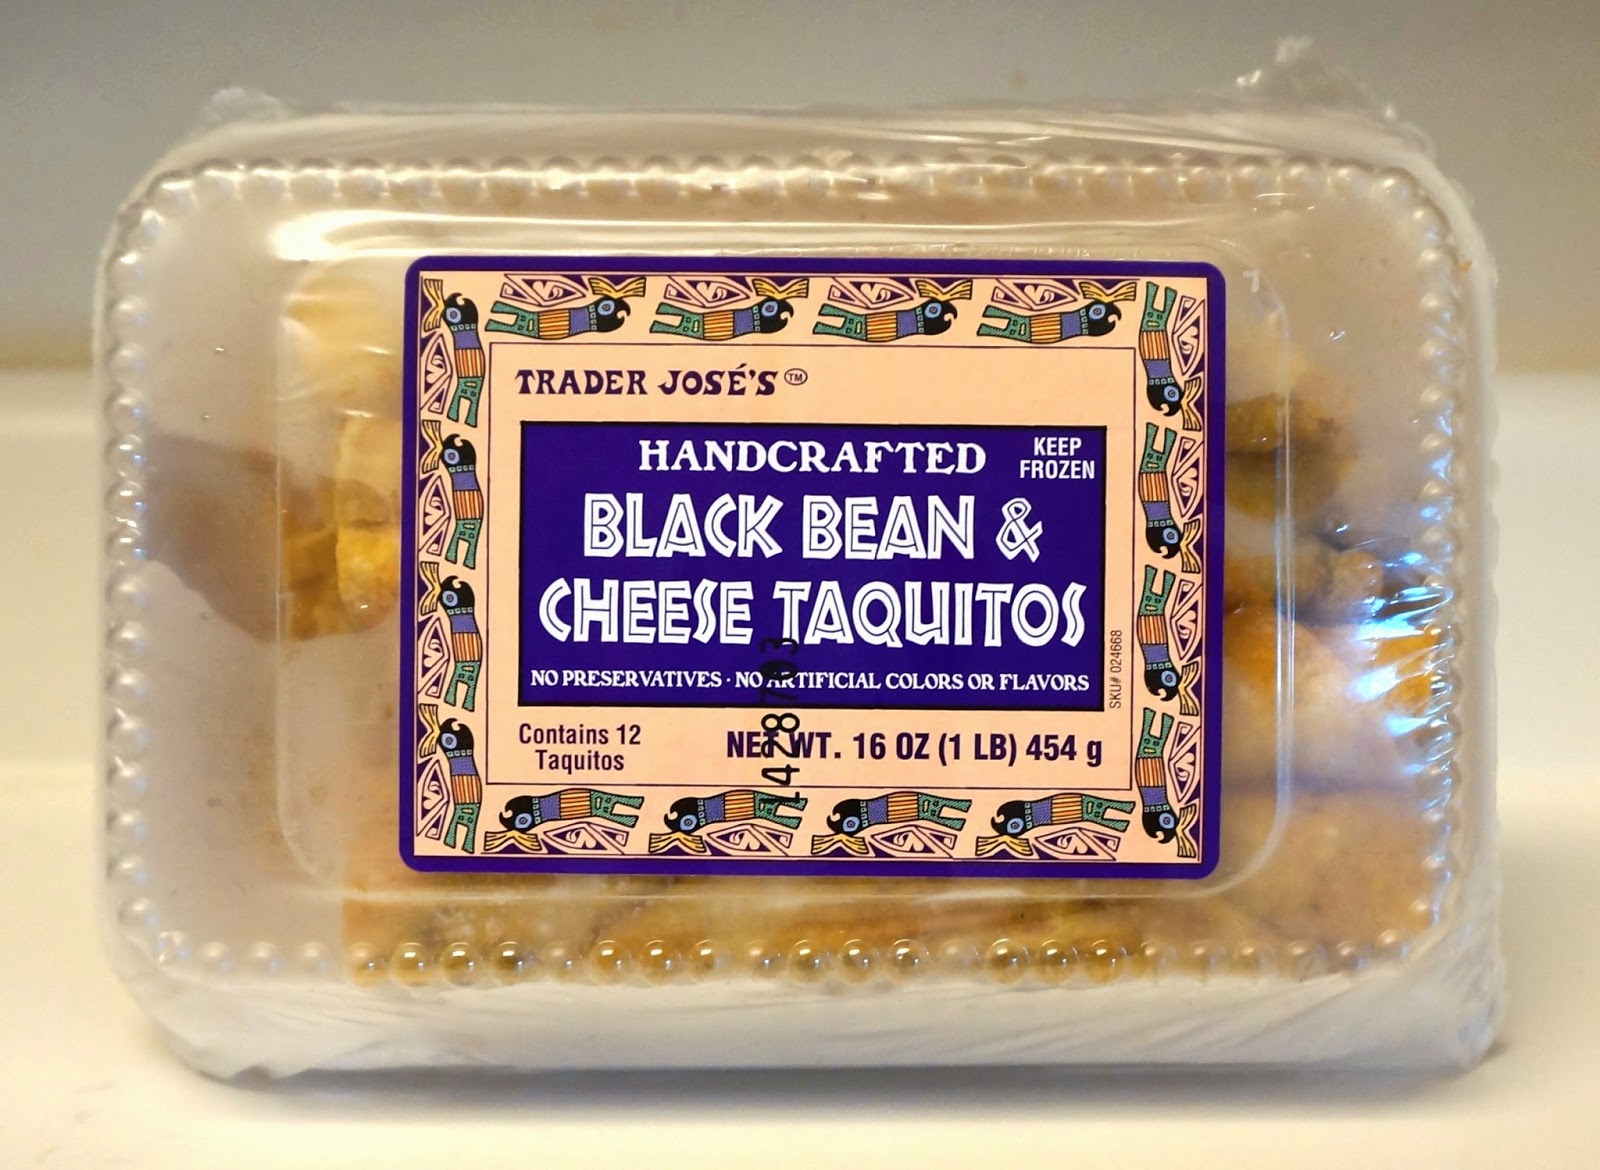 TRADER JOSÉ'S™
HANDCRAFTED
KEEP
FROZEN
BLACK BEAN &
CHEESE TAQUITOS
NO PRESERVATIVES · NO ARTIFICIAL COLORS OR FLAVORS
SKU# 024668
Contains 12
Taquitos
NET WT. 16 OZ (1 LB) 454 g